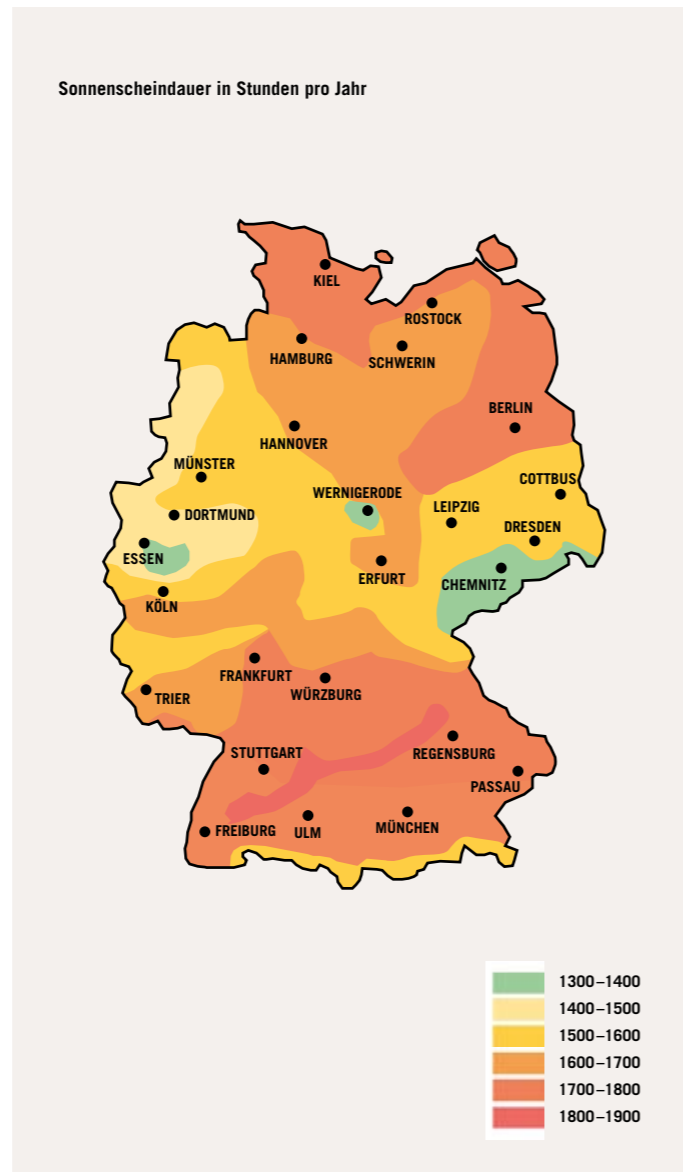 Sonnenscheindauer in Stunden pro Jahr
KIEL
ROSTOCK
HAMBURG
SCHWERIN
BERLIN
HANNOVER
MÜNSTER
COTTBUS
WERNIGERODE
LEIPZIG
DORTMUND
DRESDEN
ESSEN
ERFURT
CHEMNITZ
KÖLN
FRANKFURT
WÜRZBURG
TRIER
STUTTGART
REGENSBURG
PASSAU
FREIBURG
ULM
MÜNCHEN
1300–1400
1400–1500
1500–1600
1600–1700
1700–1800
1800–1900